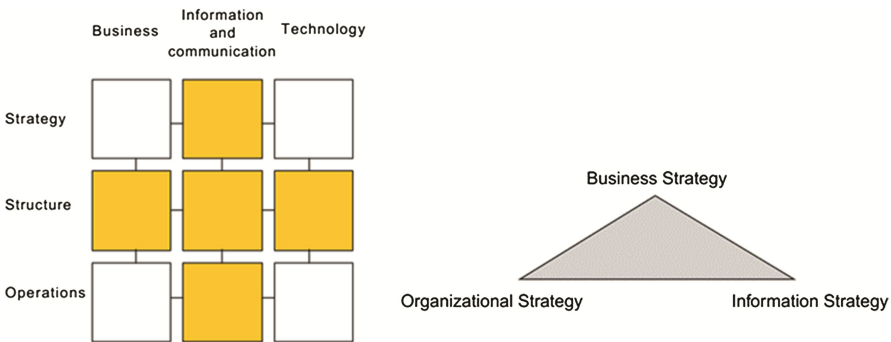 Business
Information
and
communication
Technology
Strategy
Structure
Operations
Business Strategy
Organizational Strategy
Information Strategy